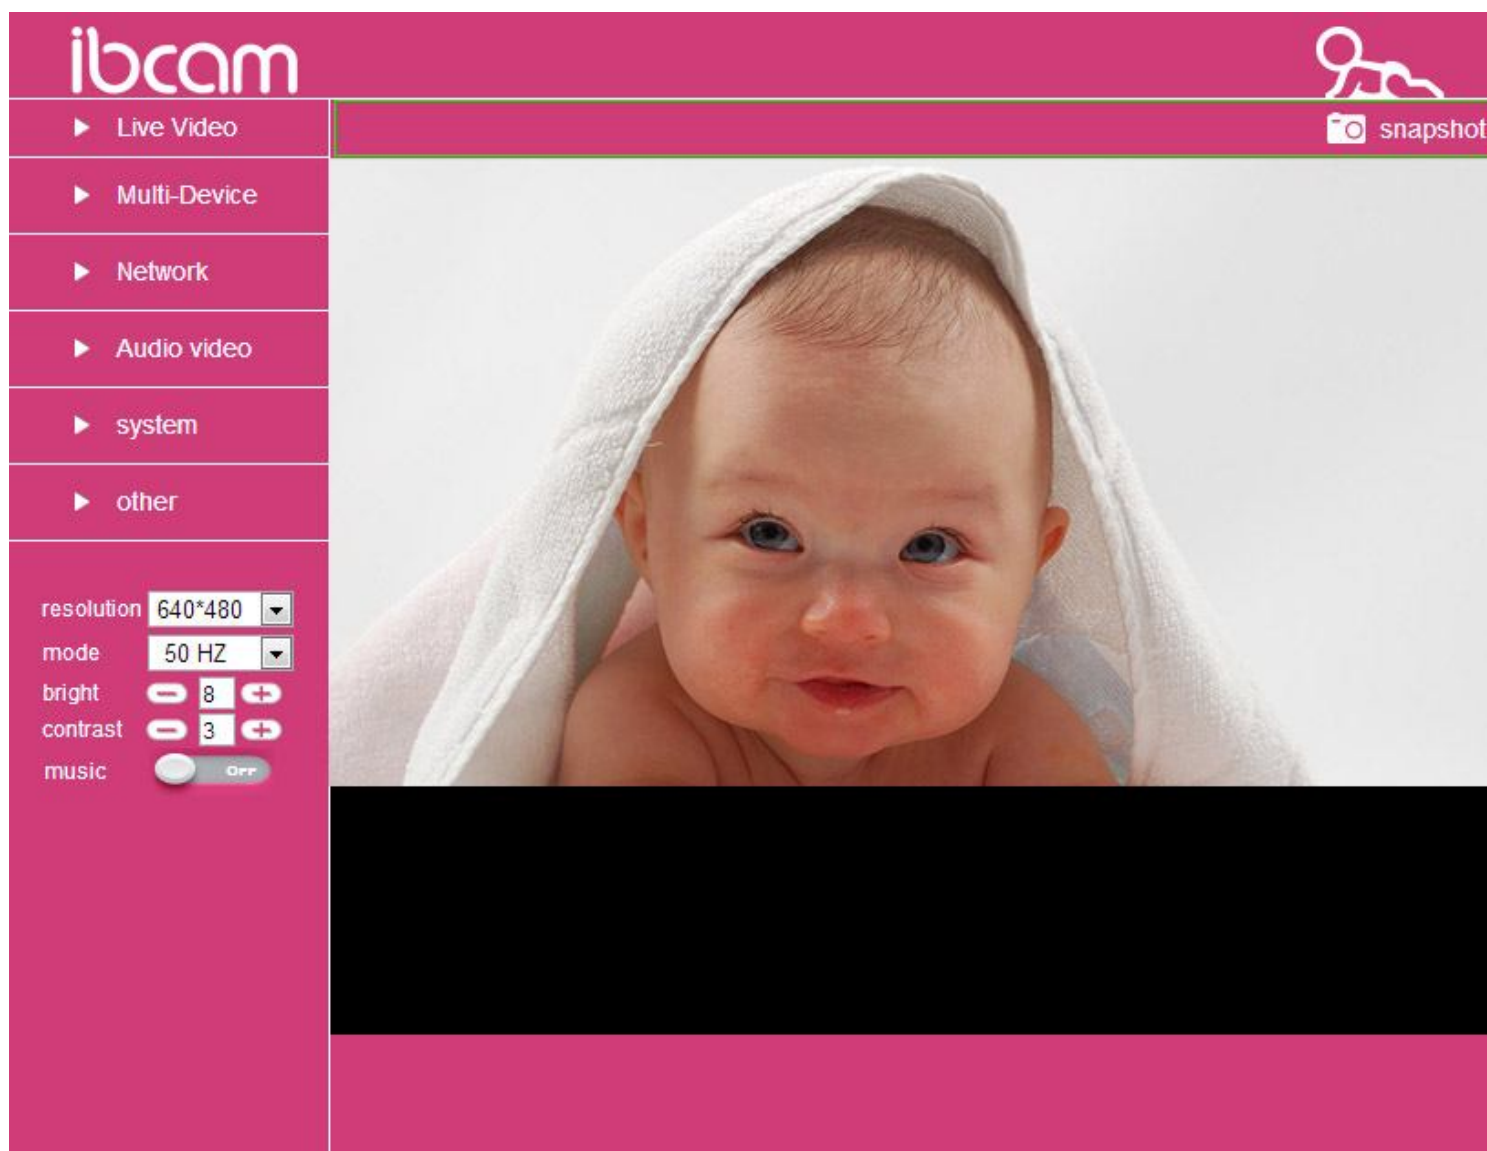 ibcam
Live Video
snapshot
Multi-Device
Network
Audio video
system
other
resolution 640*480
mode 50 HZ
bright 8
contrast 3
music OFF